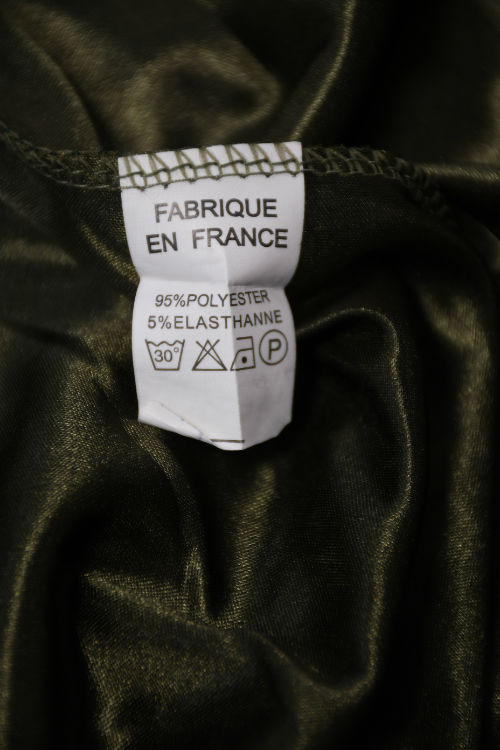 FABRIQUE
EN FRANCE
95%POLYESTER
5%ELASTHANNE
30° P